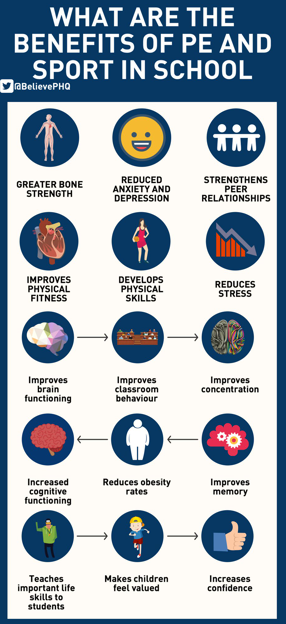 WHAT ARE THE
BENEFITS OF PE AND
SPORT IN SCHOOL
@BelievePHQ
GREATER BONE
STRENGTH
REDUCED
ANXIETY AND
DEPRESSION
STRENGTHENS
PEER
RELATIONSHIPS
IMPROVES
PHYSICAL
FITNESS
DEVELOPS
PHYSICAL
SKILLS
REDUCES
STRESS
Improves
brain
functioning
Improves
classroom
behaviour
Improves
concentration
Increased
cognitive
functioning
Reduces obesity
rates
Improves
memory
Teaches
important life
skills to
students
Makes children
feel valued
Increases
confidence